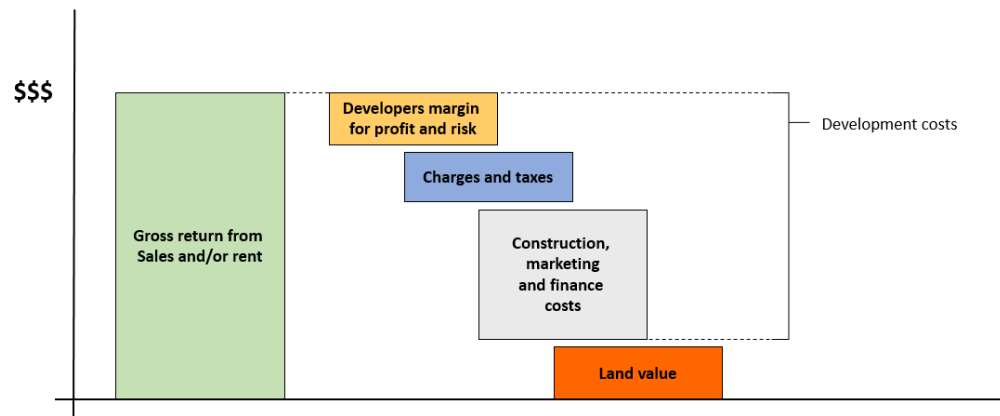 $$$
Gross return from
Sales and/or rent
Developers margin
for profit and risk
Charges and taxes
Construction,
marketing
and finance
costs
Land value
Development costs